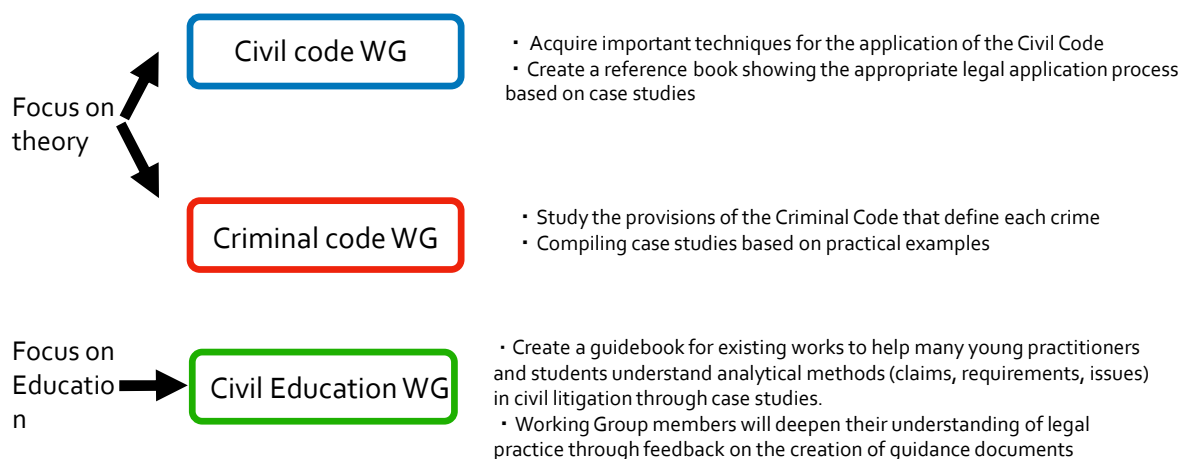 Focus on
theory
Civil code WG
・ Acquire important techniques for the application of the Civil Code
・ Create a reference book showing the appropriate legal application process
based on case studies
Criminal code WG
・ Study the provisions of the Criminal Code that define each crime
・ Compiling case studies based on practical examples
Focus on
Educatio
n
Civil Education WG
・ Create a guidebook for existing works to help many young practitioners
and students understand analytical methods (claims, requirements, issues)
in civil litigation through case studies.
・ Working Group members will deepen their understanding of legal
practice through feedback on the creation of guidance documents